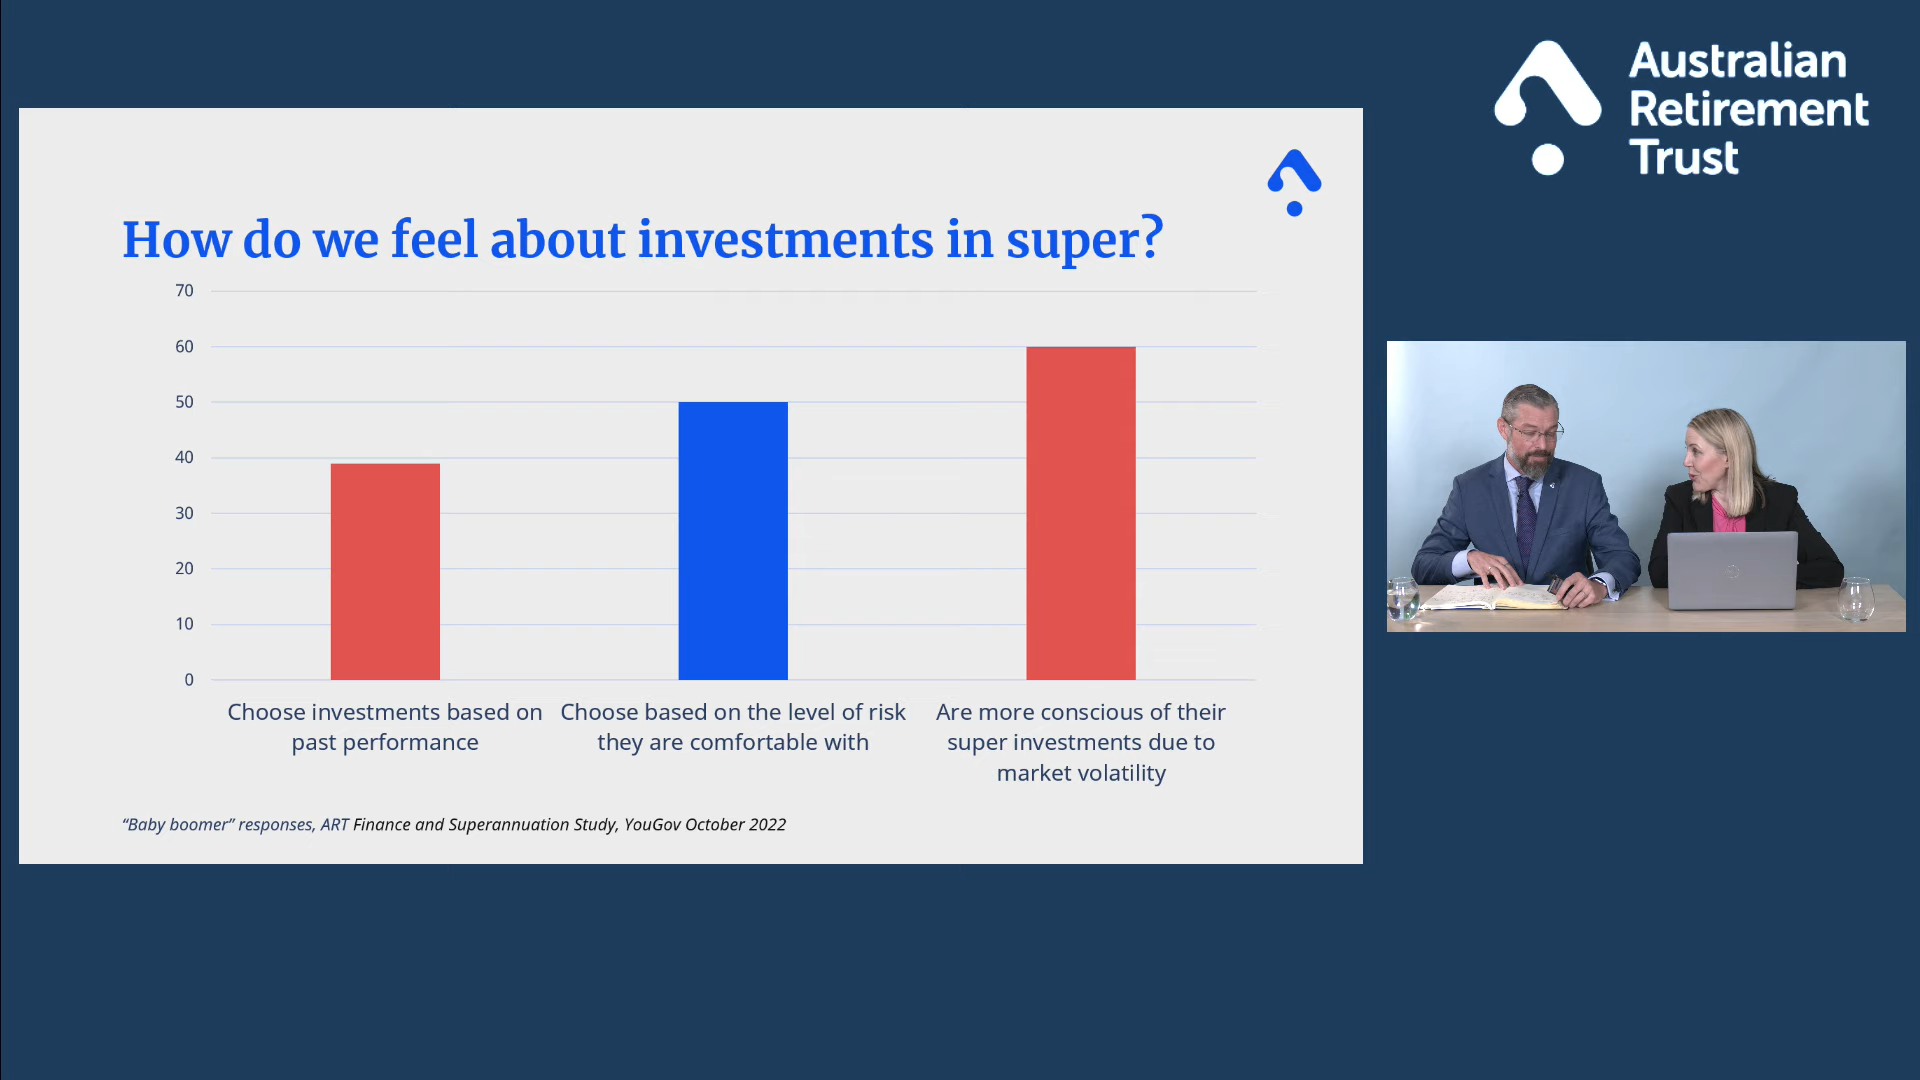 Australian
Retirement
Trust
How do we feel about investments in super?
70
60
50
40
30
20
10
0
Choose investments based on
past performance
Choose based on the level of risk
they are comfortable with
Are more conscious of their
super investments due to
market volatility
“Baby boomer” responses, ART Finance and Superannuation Study, YouGov October 2022